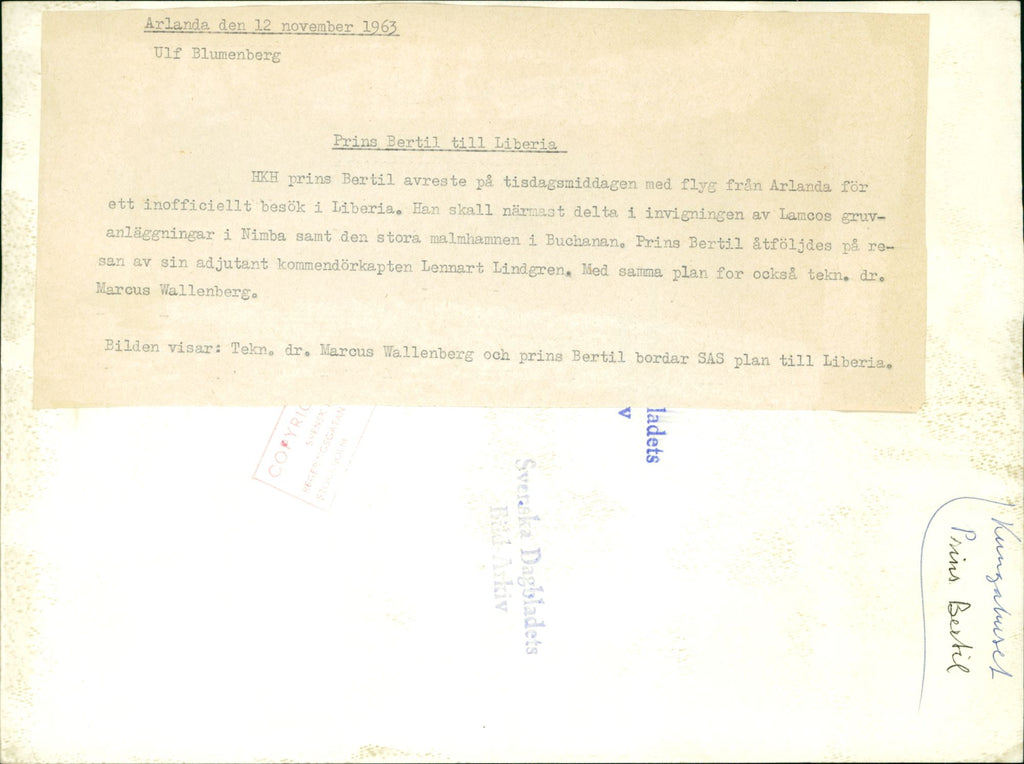 Arlanda den 12 november 1963
Ulf Blumenberg
Prins Bertil till Liberia
HKH prins Bertil avreste på tisdagsmiddagen med flyg från Arlanda för
ett inofficiellt besök i Liberia. Han skall närmast delta i invigningen av Lamcos gruv-
anläggningar i Nimba samt den stora malmhamnen i Buchanan. Prins Bertil åtföljdes på re-
san av sin adjutant kommendörkapten Lennart Lindgren. Med samma plan for också tekn. dr.
Marcus Wallenberg.
Bilden visar: Tekn. dr. Marcus Wallenberg och prins Bertil bordar SAS plan till Liberia.
COPYRIG
SVENSKT
ladets
v
Svenska Dagbladets
Bild Arkiv
Kungahuset
Prins Bertil